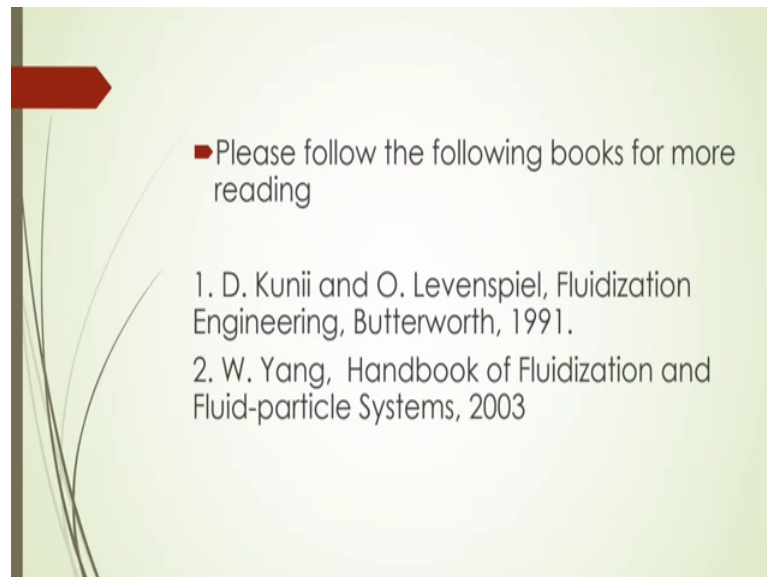 Please follow the following books for more
reading
1. D. Kunii and O. Levenspiel, Fluidization
Engineering, Butterworth, 1991.
2. W. Yang,  Handbook of Fluidization and
Fluid-particle Systems, 2003